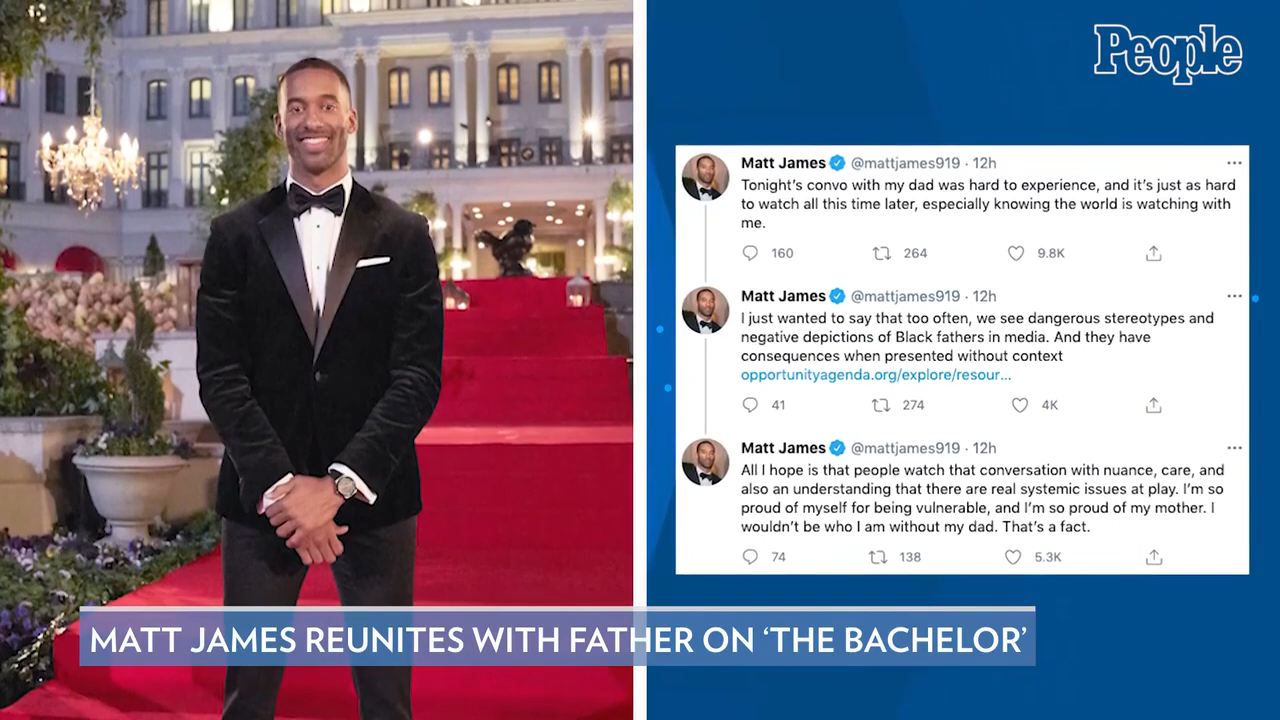 People
Matt James @mattjames919 · 12h
Tonight's convo with my dad was hard to experience, and it's just as hard
to watch all this time later, especially knowing the world is watching with
me.
160 264 9.8K
Matt James @mattjames919 · 12h
I just wanted to say that too often, we see dangerous stereotypes and
negative depictions of Black fathers in media. And they have
consequences when presented without context
opportunityagenda.org/explore/resour...
41 274 4K
Matt James @mattjames919 · 12h
All I hope is that people watch that conversation with nuance, care, and
also an understanding that there are real systemic issues at play. I'm so
proud of myself for being vulnerable, and I'm so proud of my mother. I
wouldn't be who I am without my dad. That's a fact.
74 138 5.3K
MATT JAMES REUNITES WITH FATHER ON ‘THE BACHELOR’